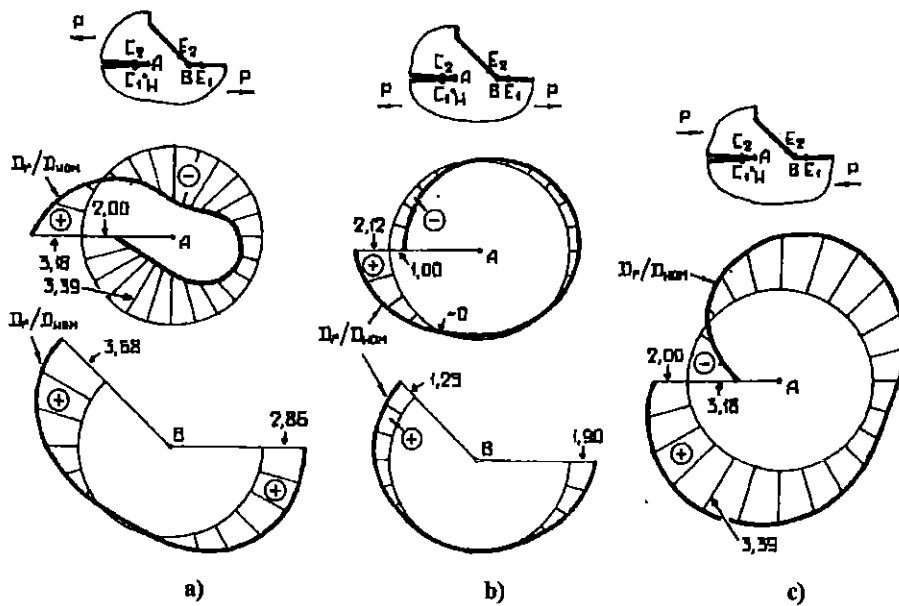 P
C₂
A
E₂
C₁
H
B
E₁
P
P
C₂
A
E₂
C₁
H
B
E₁
P
P
C₂
A
E₂
C₁
H
B
E₁
P
Dᵣ/Dном
−
+
2,00
3,18
A
3,39
Dᵣ/Dном
3,68
+
B
2,86
+
a)
2,12
−
+
1,00
A
~0
Dᵣ/Dном
1,29
+
B
1,90
b)
Dᵣ/Dном
−
2,00
A
3,18
+
3,39
c)